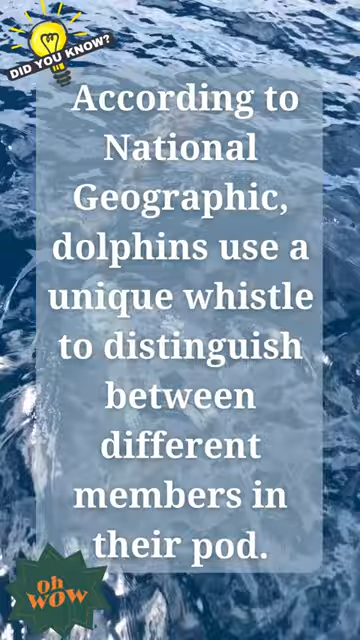 DID YOU KNOW?
According to
National
Geographic,
dolphins use a
unique whistle
to distinguish
between
different
members in
their pod.
oh
WOW